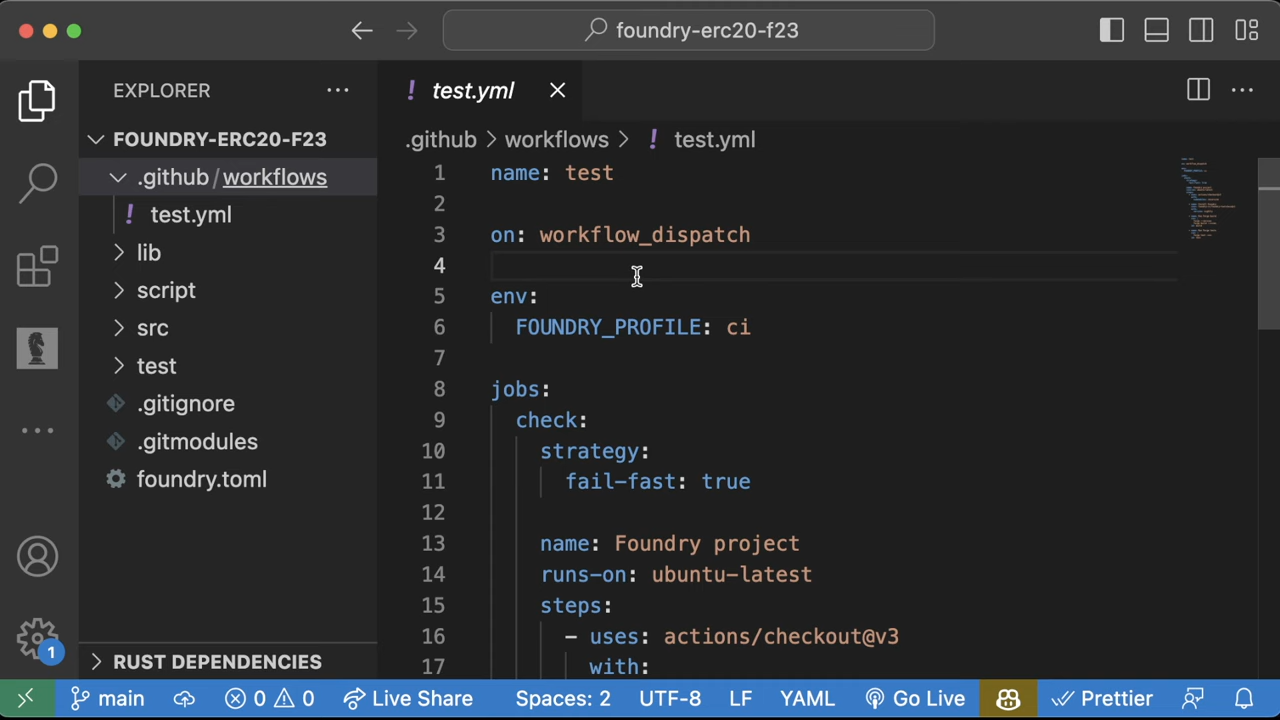 foundry-erc20-f23
EXPLORER
! test.yml
FOUNDRY-ERC20-F23
.github > workflows > ! test.yml
.github / workflows
! test.yml
lib
script
src
test
.gitignore
.gitmodules
foundry.toml
1 name: test
2
3 on: workflow_dispatch
4
5 env:
6 FOUNDRY_PROFILE: ci
7
8 jobs:
9 check:
10 strategy:
11 fail-fast: true
12
13 name: Foundry project
14 runs-on: ubuntu-latest
15 steps:
16 - uses: actions/checkout@v3
17 with:
1
RUST DEPENDENCIES
main 0 0 Live Share Spaces: 2 UTF-8 LF YAML Go Live Prettier